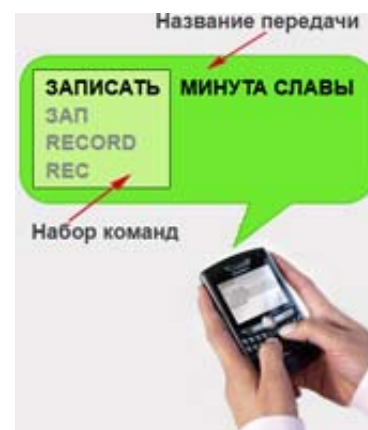 Название передачи
ЗАПИСАТЬ МИНУТА СЛАВЫ
ЗАП
RECORD
REC
Набор команд